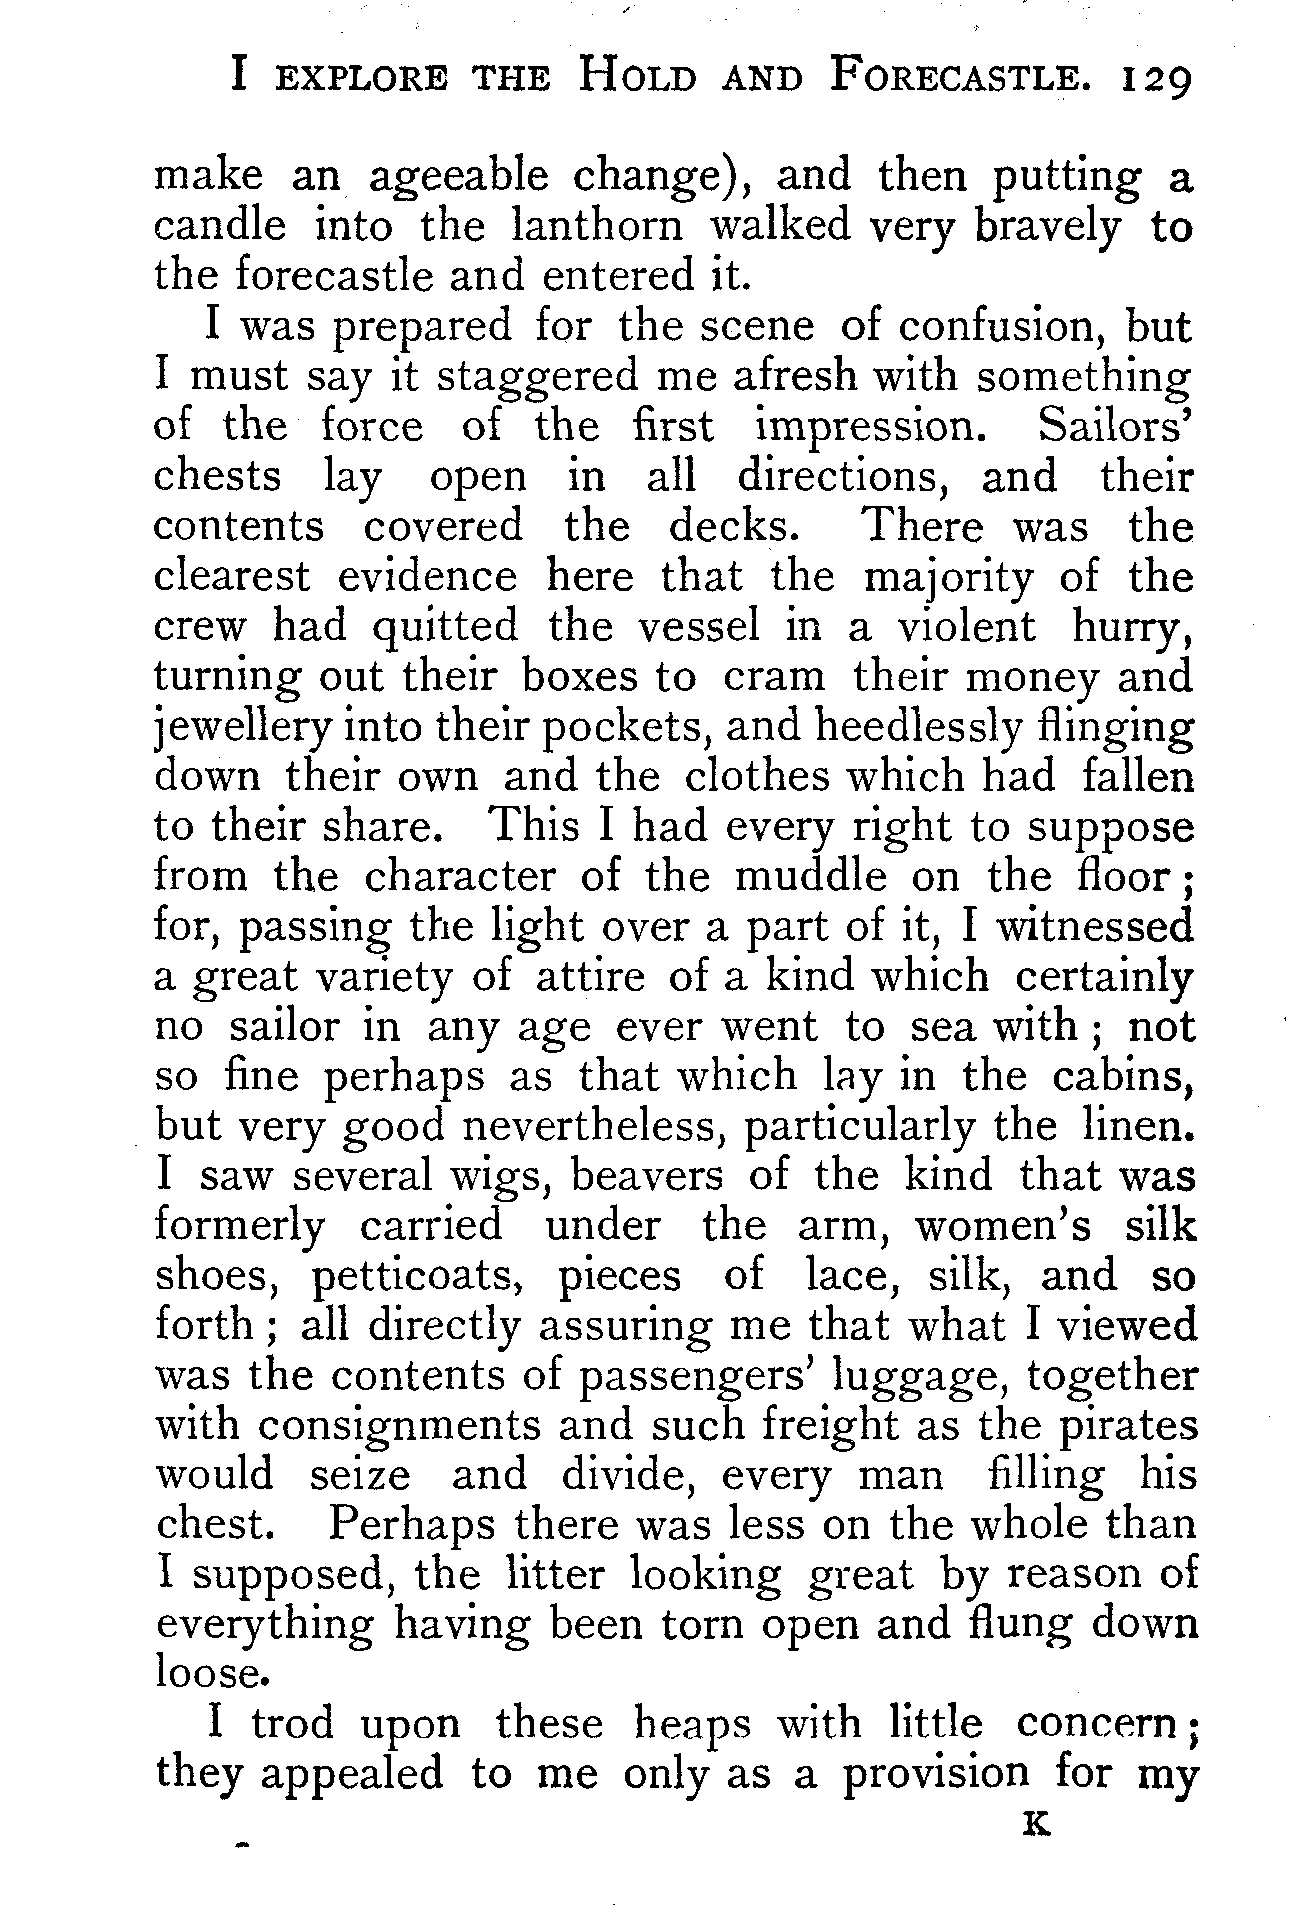 I EXPLORE THE HOLD AND FORECASTLE. 129
make an ageeable change), and then putting a
candle into the lanthorn walked very bravely to
the forecastle and entered it.
I was prepared for the scene of confusion, but
I must say it staggered me afresh with something
of the force of the first impression. Sailors’
chests lay open in all directions, and their
contents covered the decks. There was the
clearest evidence here that the majority of the
crew had quitted the vessel in a violent hurry,
turning out their boxes to cram their money and
jewellery into their pockets, and heedlessly flinging
down their own and the clothes which had fallen
to their share. This I had every right to suppose
from the character of the muddle on the floor ;
for, passing the light over a part of it, I witnessed
a great variety of attire of a kind which certainly
no sailor in any age ever went to sea with ; not
so fine perhaps as that which lay in the cabins,
but very good nevertheless, particularly the linen.
I saw several wigs, beavers of the kind that was
formerly carried under the arm, women’s silk
shoes, petticoats, pieces of lace, silk, and so
forth ; all directly assuring me that what I viewed
was the contents of passengers’ luggage, together
with consignments and such freight as the pirates
would seize and divide, every man filling his
chest. Perhaps there was less on the whole than
I supposed, the litter looking great by reason of
everything having been torn open and flung down
loose.
I trod upon these heaps with little concern ;
they appealed to me only as a provision for my
K